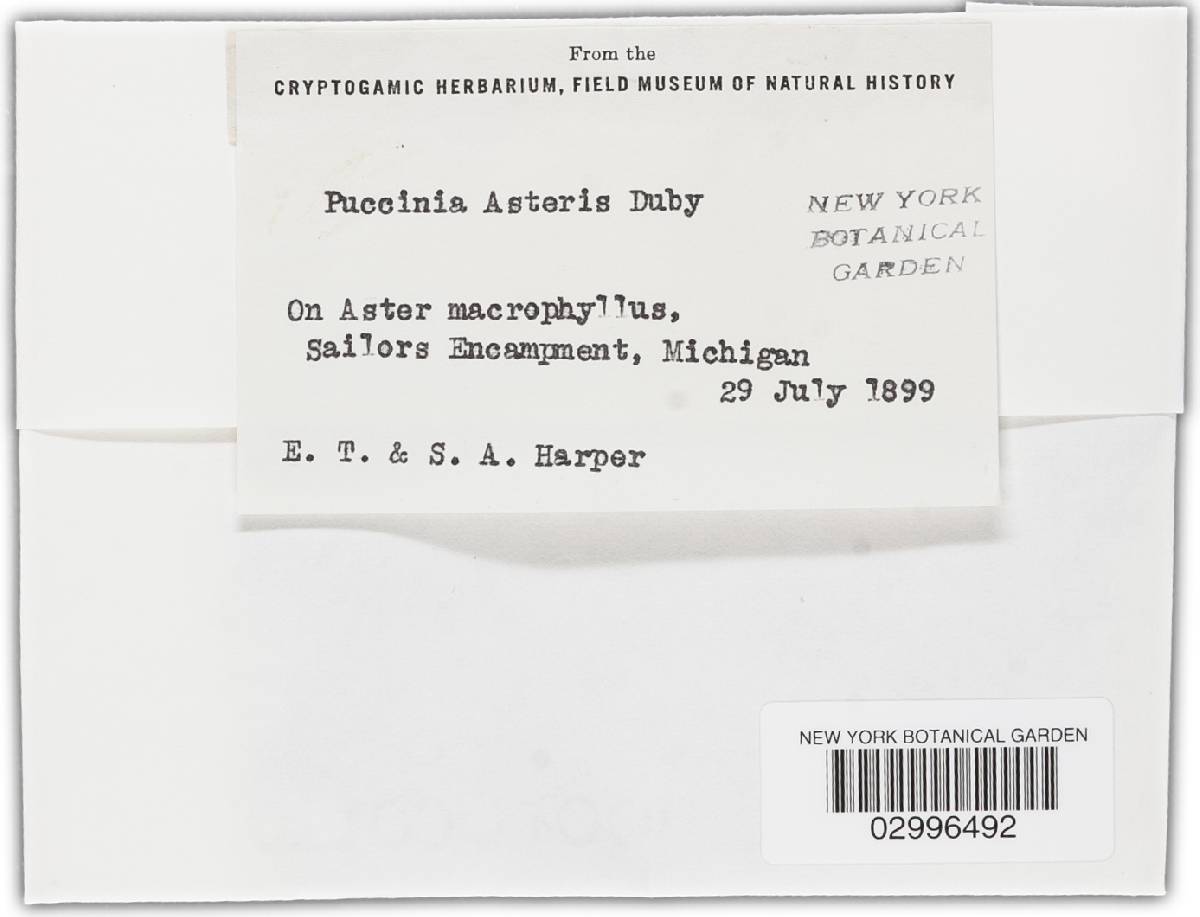 From the
CRYPTOGAMIC HERBARIUM, FIELD MUSEUM OF NATURAL HISTORY
Puccinia Asteris Duby
NEW YORK
BOTANICAL
GARDEN
On Aster macrophyllus,
Sailors Encampment, Michigan
29 July 1899
E. T. & S. A. Harper
NEW YORK BOTANICAL GARDEN
02996492